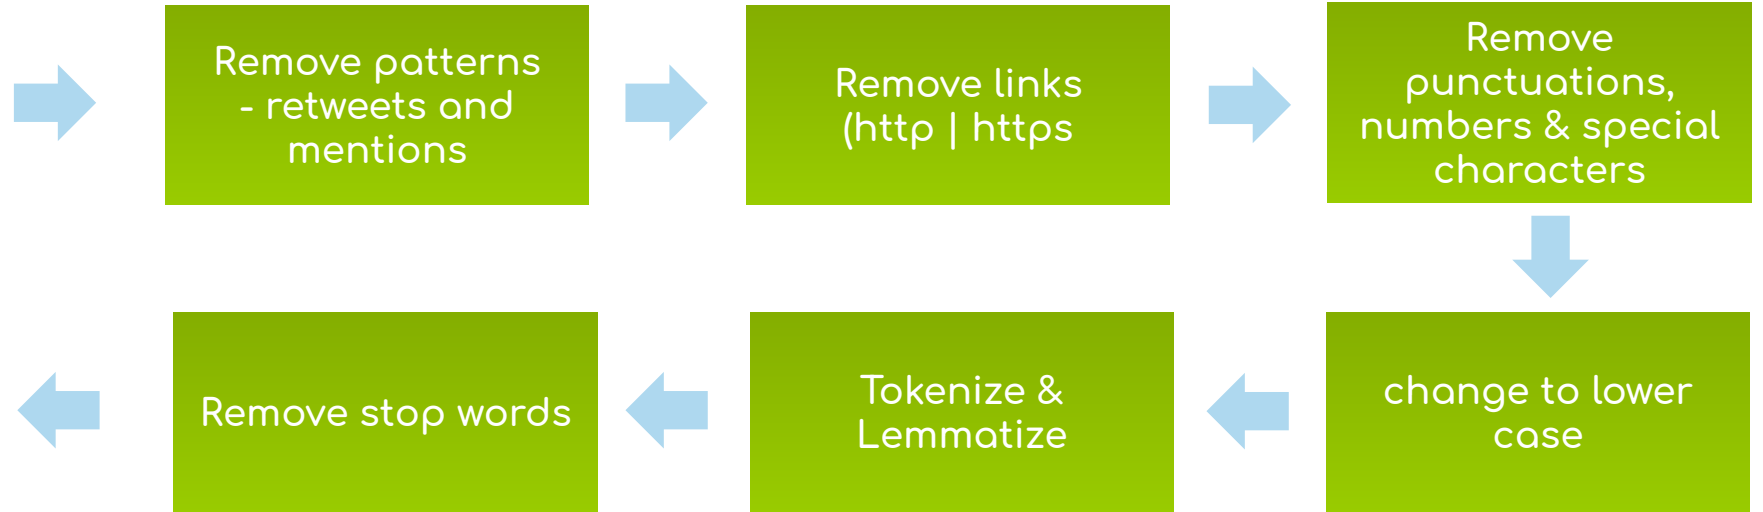 Remove patterns
- retweets and
mentions
Remove links
(http | https
Remove
punctuations,
numbers & special
characters
change to lower
case
Tokenize &
Lemmatize
Remove stop words